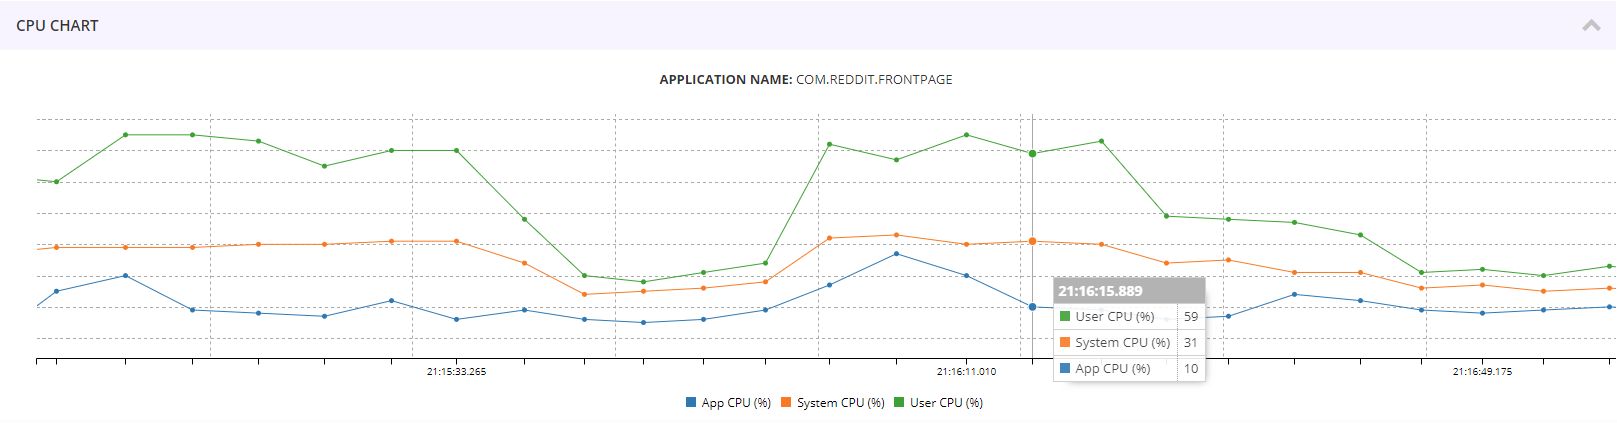 CPU CHART
APPLICATION NAME: COM.REDDIT.FRONTPAGE
21:16:15.889
User CPU (%) 59
System CPU (%) 31
App CPU (%) 10
21:15:33.265 21:16:11.010 21:16:49.175
App CPU (%) System CPU (%) User CPU (%)